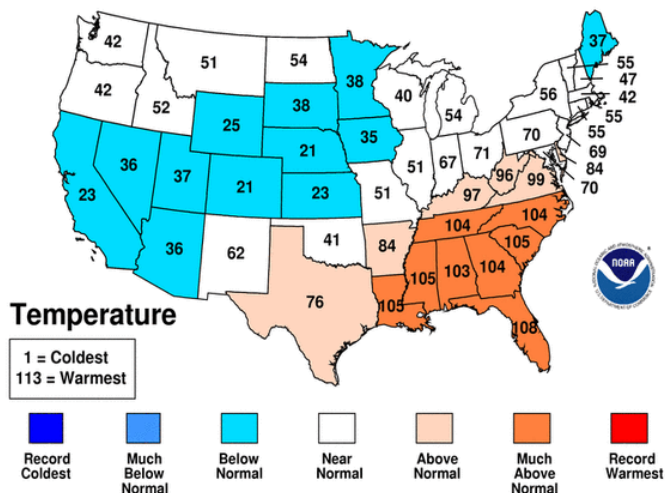 42
51
54
38
37
55
47
42
55
55
69
84
70
42
52
25
38
40
54
56
70
36
37
21
21
35
51
67
71
96
99
23
36
62
23
51
97
104
104
41
84
105
76
105
105
103
104
108
Temperature
1 = Coldest
113 = Warmest
NOAA
Record
Coldest
Much
Below
Normal
Below
Normal
Near
Normal
Above
Normal
Much
Above
Normal
Record
Warmest